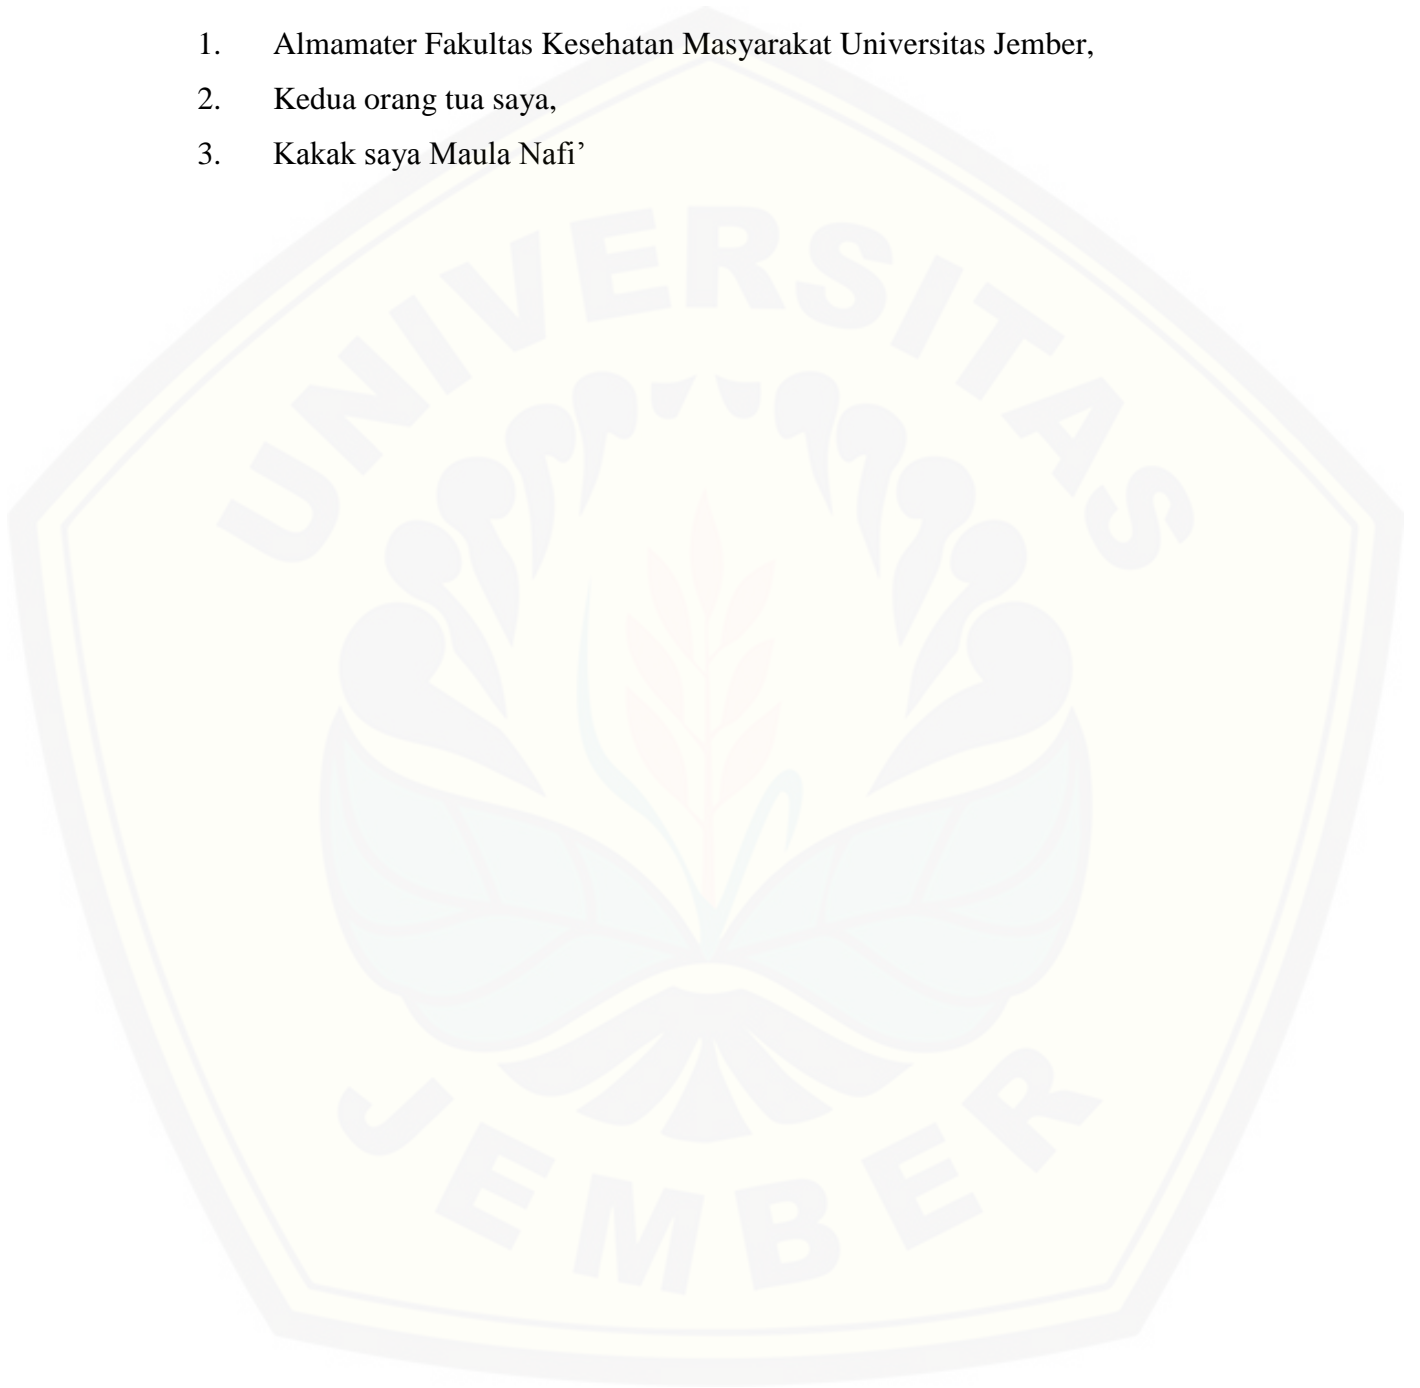 1. Almamater Fakultas Kesehatan Masyarakat Universitas Jember,
2. Kedua orang tua saya,
3. Kakak saya Maula Nafi’
UNIVERSITAS
JEMBER